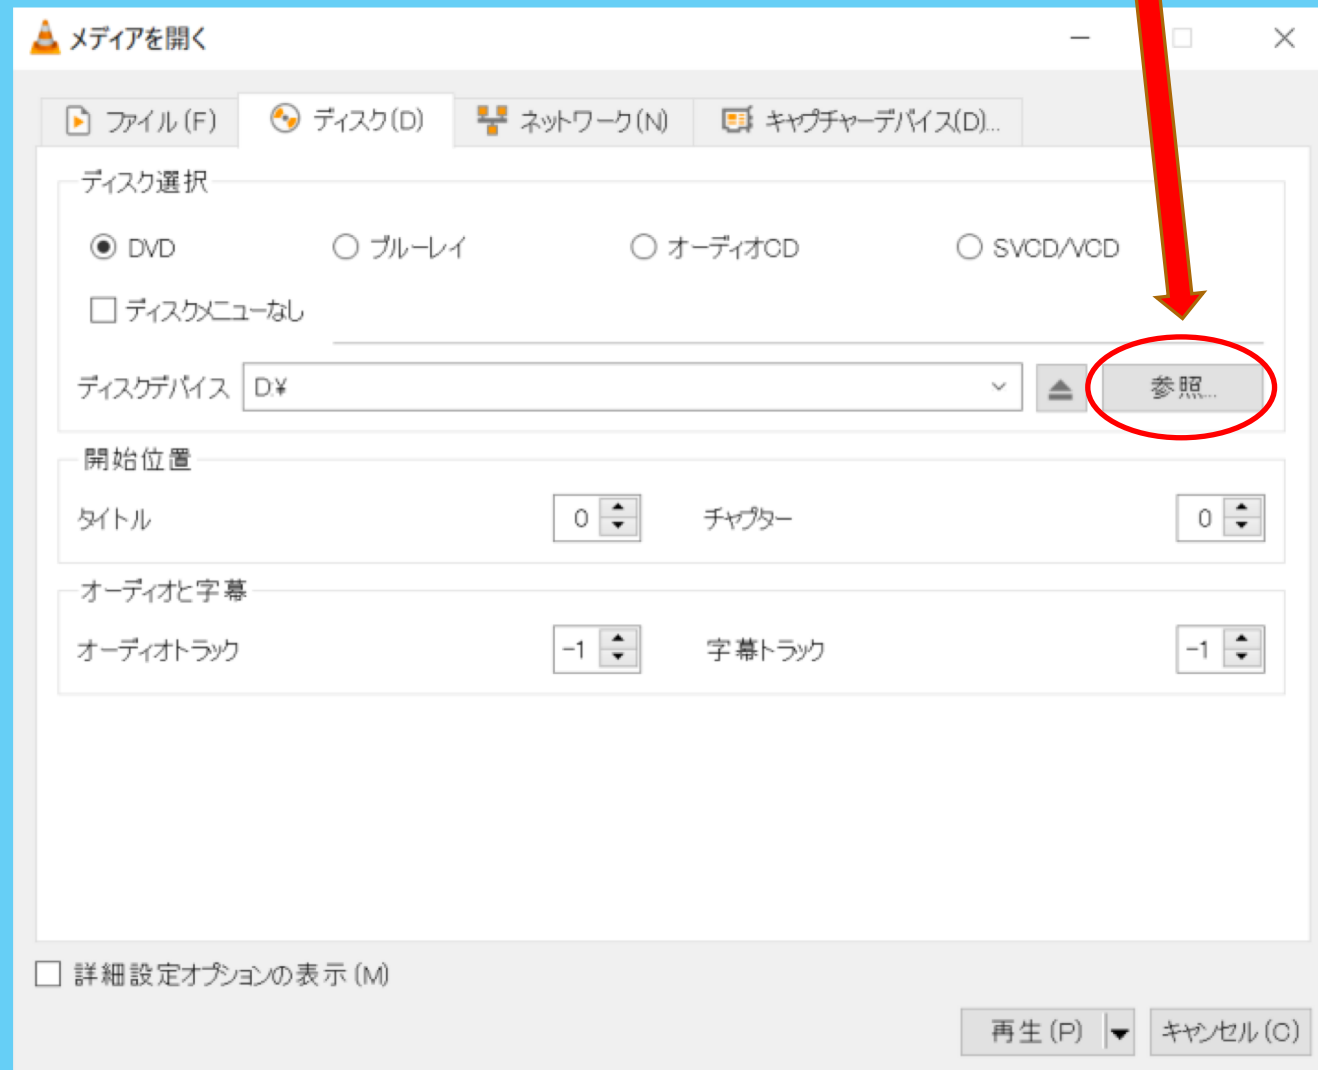 メディアを開く
ファイル(F) ディスク(D) ネットワーク(N) キャプチャーデバイス(D)...
ディスク選択
DVD ブルーレイ オーディオCD SVCD/VCD
ディスクメニューなし
ディスクデバイス D:¥ 参照...
開始位置
タイトル 0 チャプター 0
オーディオと字幕
オーディオトラック -1 字幕トラック -1
詳細設定オプションの表示(M)
再生(P) キャンセル(C)